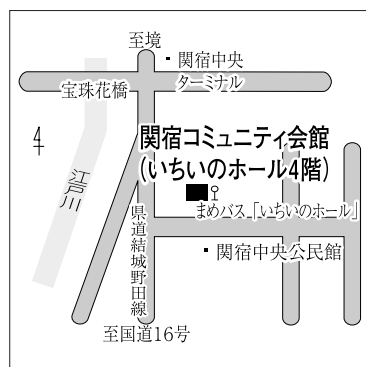 至境
関宿中央
ターミナル
宝珠花橋
関宿コミュニティ会館
(いちいのホール4階)
江戸川
まめバス「いちいのホール」
県道結城野田線
関宿中央公民館
至国道16号